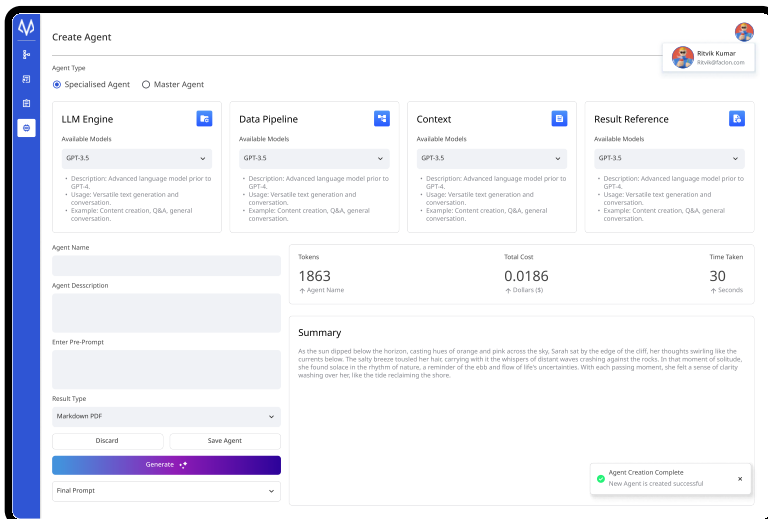 Create Agent
Ritvik Kumar
Ritvik@faclon.com
Agent Type
Specialised Agent
Master Agent
LLM Engine
Available Models
GPT-3.5
• Description: Advanced language model prior to
GPT-4.
• Usage: Versatile text generation and
conversation.
• Example: Content creation, Q&A, general
conversation.
Data Pipeline
Available Models
GPT-3.5
• Description: Advanced language model prior to
GPT-4.
• Usage: Versatile text generation and
conversation.
• Example: Content creation, Q&A, general
conversation.
Context
Available Models
GPT-3.5
• Description: Advanced language model prior to
GPT-4.
• Usage: Versatile text generation and
conversation.
• Example: Content creation, Q&A, general
conversation.
Result Reference
Available Models
GPT-3.5
• Description: Advanced language model prior to
GPT-4.
• Usage: Versatile text generation and
conversation.
• Example: Content creation, Q&A, general
conversation.
Agent Name
Agent Desscription
Enter Pre-Prompt
Result Type
Markdown PDF
Discard
Save Agent
Generate
Final Prompt
Tokens
1863
Agent Name
Total Cost
0.0186
Dollars ($)
Time Taken
30
Seconds
Summary
As the sun dipped below the horizon, casting hues of orange and pink across the sky, Sarah sat by the edge of the cliff, her thoughts swirling like the
currents below. The salty breeze tousled her hair, carrying with it the whispers of distant waves crashing against the rocks. In that moment of solitude,
she found solace in the rhythm of nature, a reminder of the ebb and flow of life's uncertainties. With each passing moment, she felt a sense of clarity
washing over her, like the tide reclaiming the shore.
Agent Creation Complete
New Agent is created successful